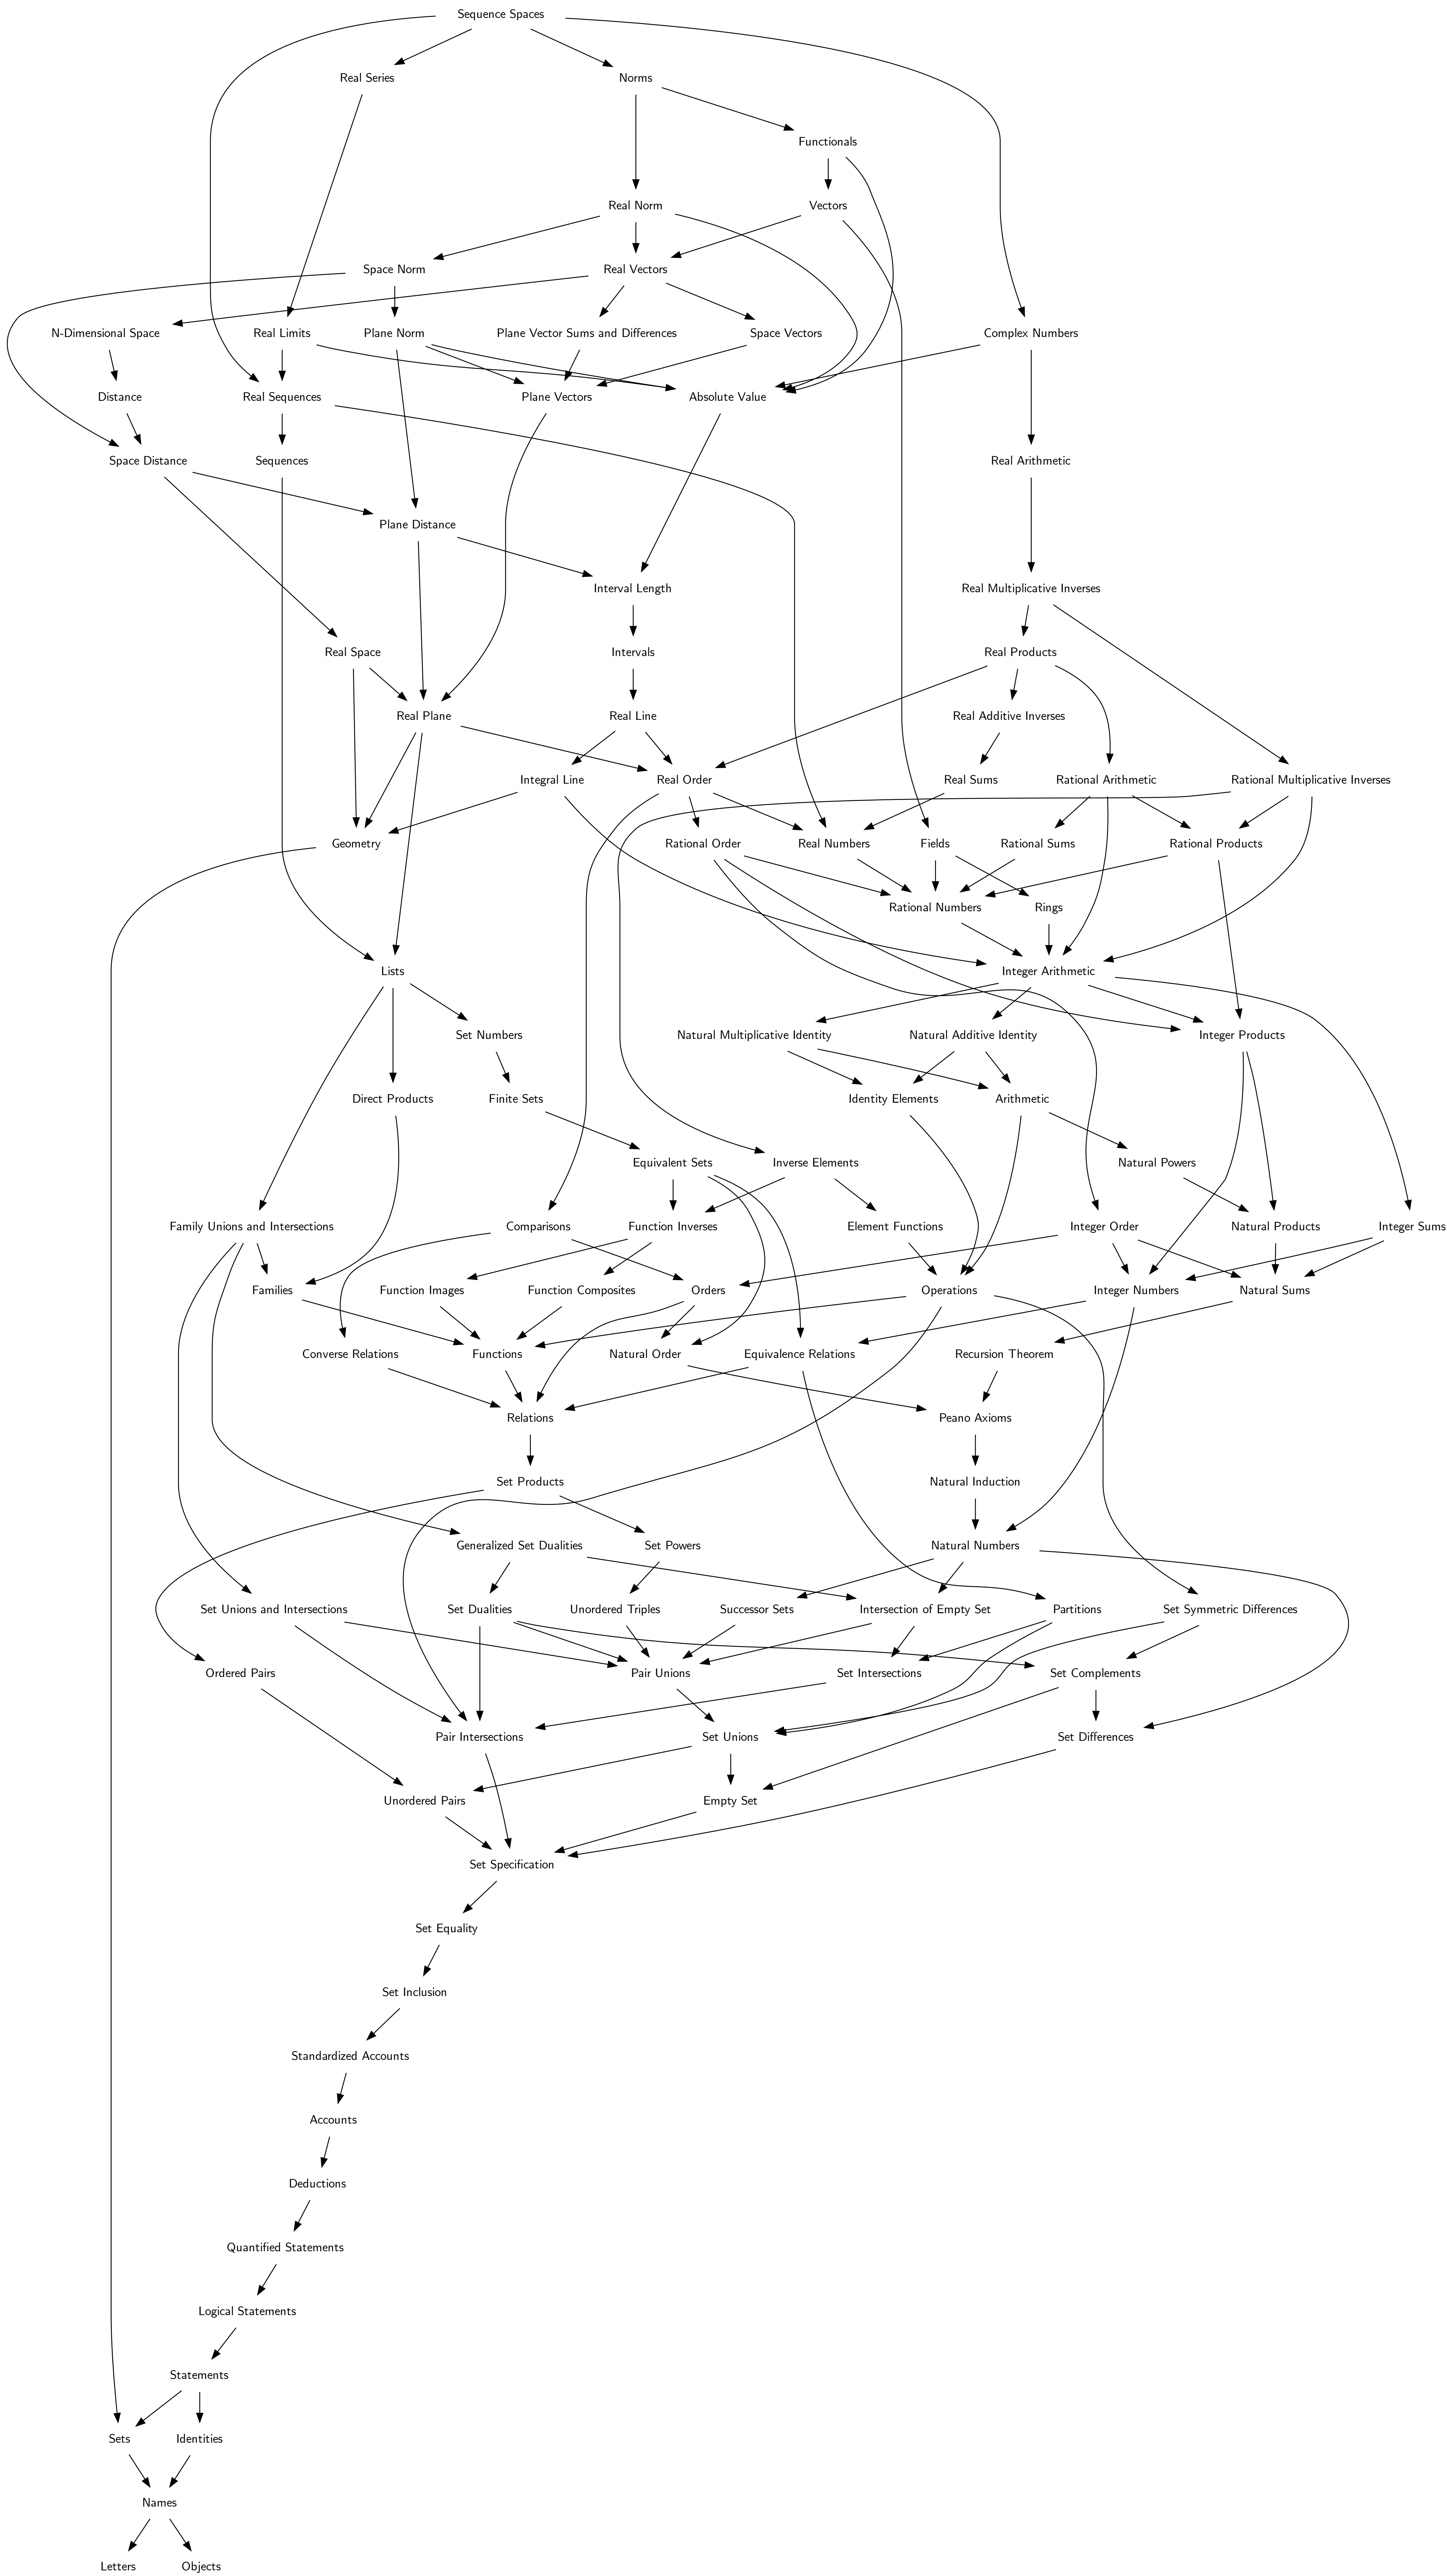 Sequence Spaces
Real Series
Norms
Functionals
Real Norm
Vectors
Space Norm
Real Vectors
N-Dimensional Space
Real Limits
Plane Norm
Plane Vector Sums and Differences
Space Vectors
Complex Numbers
Distance
Real Sequences
Plane Vectors
Absolute Value
Space Distance
Sequences
Real Arithmetic
Plane Distance
Interval Length
Real Multiplicative Inverses
Real Space
Intervals
Real Products
Real Plane
Real Line
Real Additive Inverses
Integral Line
Real Order
Real Sums
Rational Arithmetic
Rational Multiplicative Inverses
Geometry
Rational Order
Real Numbers
Fields
Rational Sums
Rational Products
Rational Numbers
Rings
Lists
Integer Arithmetic
Set Numbers
Natural Multiplicative Identity
Natural Additive Identity
Integer Products
Direct Products
Finite Sets
Identity Elements
Arithmetic
Equivalent Sets
Inverse Elements
Natural Powers
Family Unions and Intersections
Comparisons
Function Inverses
Element Functions
Integer Order
Natural Products
Integer Sums
Families
Function Images
Function Composites
Orders
Operations
Integer Numbers
Natural Sums
Converse Relations
Functions
Natural Order
Equivalence Relations
Recursion Theorem
Relations
Peano Axioms
Set Products
Natural Induction
Generalized Set Dualities
Set Powers
Natural Numbers
Set Unions and Intersections
Set Dualities
Unordered Triples
Successor Sets
Intersection of Empty Set
Partitions
Set Symmetric Differences
Ordered Pairs
Pair Unions
Set Intersections
Set Complements
Pair Intersections
Set Unions
Set Differences
Unordered Pairs
Empty Set
Set Specification
Set Equality
Set Inclusion
Standardized Accounts
Accounts
Deductions
Quantified Statements
Logical Statements
Statements
Sets
Identities
Names
Letters
Objects